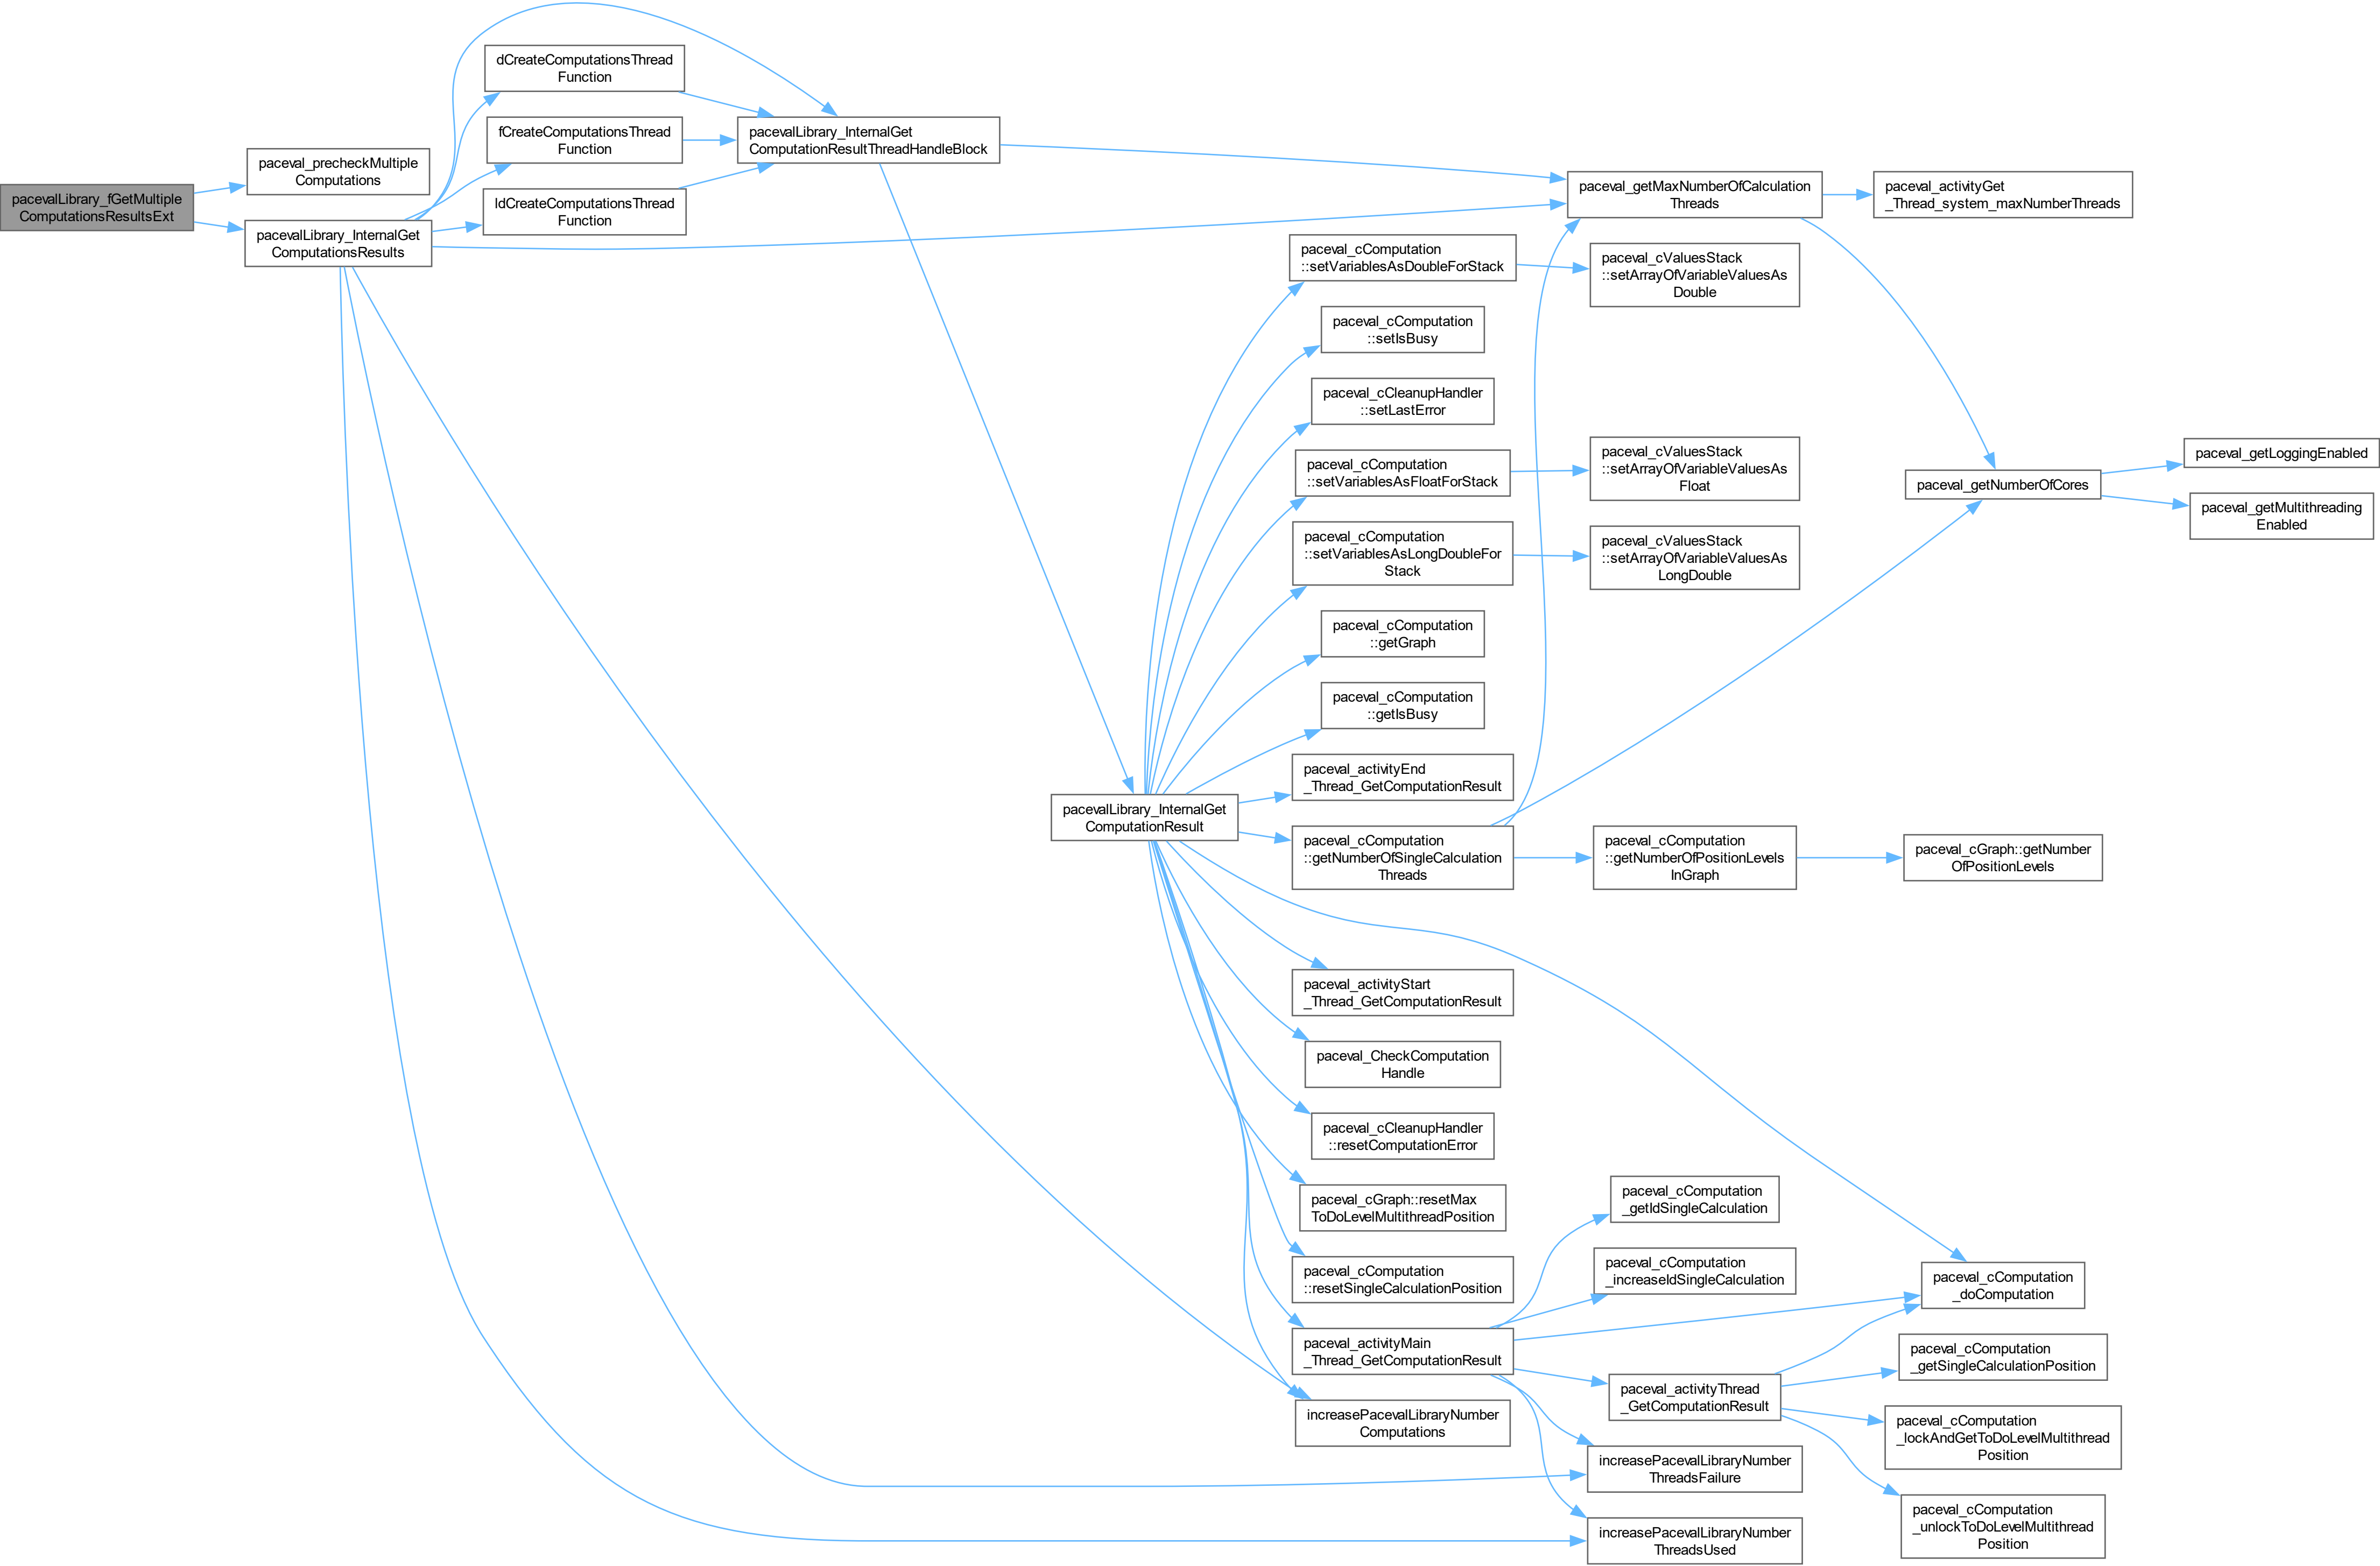 pacevalLibrary_fGetMultiple
ComputationsResultsExt
paceval_precheckMultiple
Computations
pacevalLibrary_InternalGet
ComputationsResults
dCreateComputationsThread
Function
fCreateComputationsThread
Function
ldCreateComputationsThread
Function
pacevalLibrary_InternalGet
ComputationResultThreadHandleBlock
pacevalLibrary_InternalGet
ComputationResult
paceval_cComputation
::setVariablesAsDoubleForStack
paceval_cComputation
::setIsBusy
paceval_cCleanupHandler
::setLastError
paceval_cComputation
::setVariablesAsFloatForStack
paceval_cComputation
::setVariablesAsLongDoubleFor
Stack
paceval_cComputation
::getGraph
paceval_cComputation
::getIsBusy
paceval_activityEnd
_Thread_GetComputationResult
paceval_cComputation
::getNumberOfSingleCalculation
Threads
paceval_activityStart
_Thread_GetComputationResult
paceval_CheckComputation
Handle
paceval_cCleanupHandler
::resetComputationError
paceval_cGraph::resetMax
ToDoLevelMultithreadPosition
paceval_cComputation
::resetSingleCalculationPosition
paceval_activityMain
_Thread_GetComputationResult
increasePacevalLibraryNumber
Computations
paceval_getMaxNumberOfCalculation
Threads
paceval_cValuesStack
::setArrayOfVariableValuesAs
Double
paceval_cValuesStack
::setArrayOfVariableValuesAs
Float
paceval_cValuesStack
::setArrayOfVariableValuesAs
LongDouble
paceval_cComputation
::getNumberOfPositionLevels
InGraph
paceval_cComputation
_getIdSingleCalculation
paceval_cComputation
_increaseIdSingleCalculation
paceval_activityThread
_GetComputationResult
increasePacevalLibraryNumber
ThreadsFailure
increasePacevalLibraryNumber
ThreadsUsed
paceval_activityGet
_Thread_system_maxNumberThreads
paceval_getNumberOfCores
paceval_cGraph::getNumber
OfPositionLevels
paceval_cComputation
_doComputation
paceval_cComputation
_getSingleCalculationPosition
paceval_cComputation
_lockAndGetToDoLevelMultithread
Position
paceval_cComputation
_unlockToDoLevelMultithread
Position
paceval_getLoggingEnabled
paceval_getMultithreading
Enabled